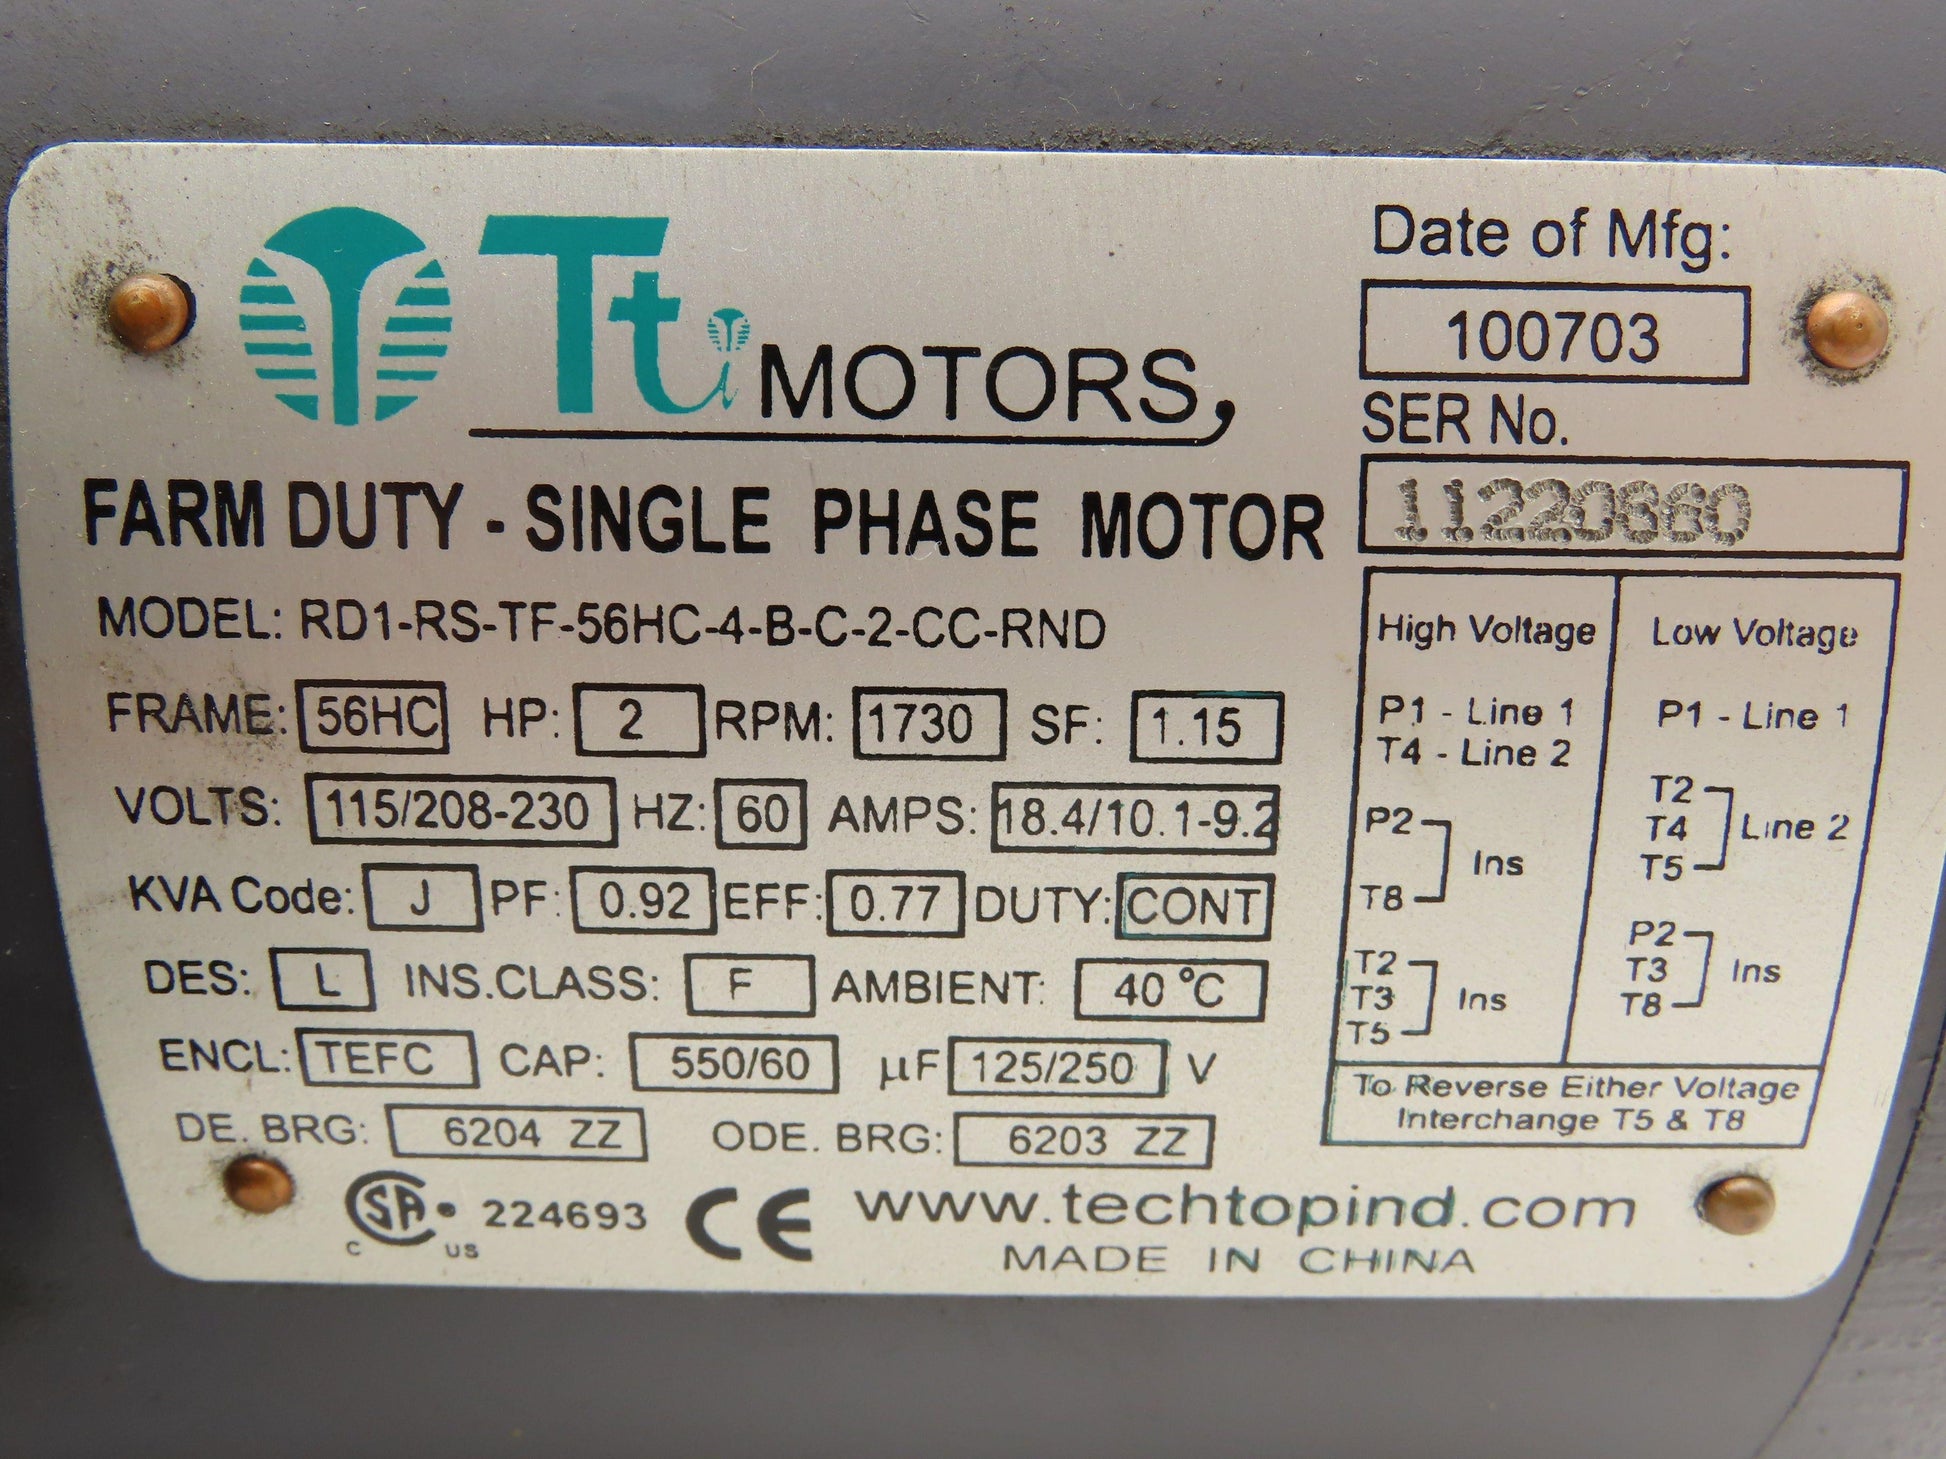 Tti MOTORS
Date of Mfg:
100703
SER No.
FARM DUTY - SINGLE PHASE MOTOR
MODEL: RD1-RS-TF-56HC-4-B-C-2-CC-RND
FRAME: 56HC HP: 2 RPM: 1730 SF: 1.15
VOLTS: 115/208-230 HZ: 60 AMPS: 18.4/10.1-9.2
KVA Code: J PF: 0.92 EFF: 0.77 DUTY: CONT
DES: L INS.CLASS: F AMBIENT: 40 °C
ENCL: TEFC CAP: 550/60 µF 125/250 V
DE. BRG: 6204 ZZ ODE. BRG: 6203 ZZ
High Voltage
P1 - Line 1
T4 - Line 2
P2
T8
Ins
T2
T3
T5
Ins
Low Voltage
P1 - Line 1
T2
T4
T5
Line 2
P2
T3
T8
Ins
To Reverse Either Voltage
Interchange T5 & T8
C SA US 224693 CE www.techtopind.com
MADE IN CHINA